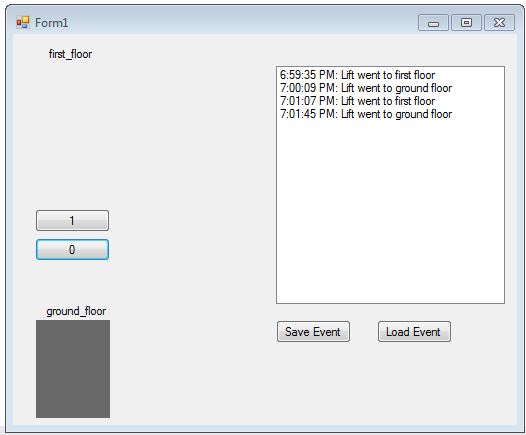 Form1
first_floor
6:59:35 PM: Lift went to first floor
7:00:09 PM: Lift went to ground floor
7:01:07 PM: Lift went to first floor
7:01:45 PM: Lift went to ground floor
1
0
ground_floor
Save Event
Load Event